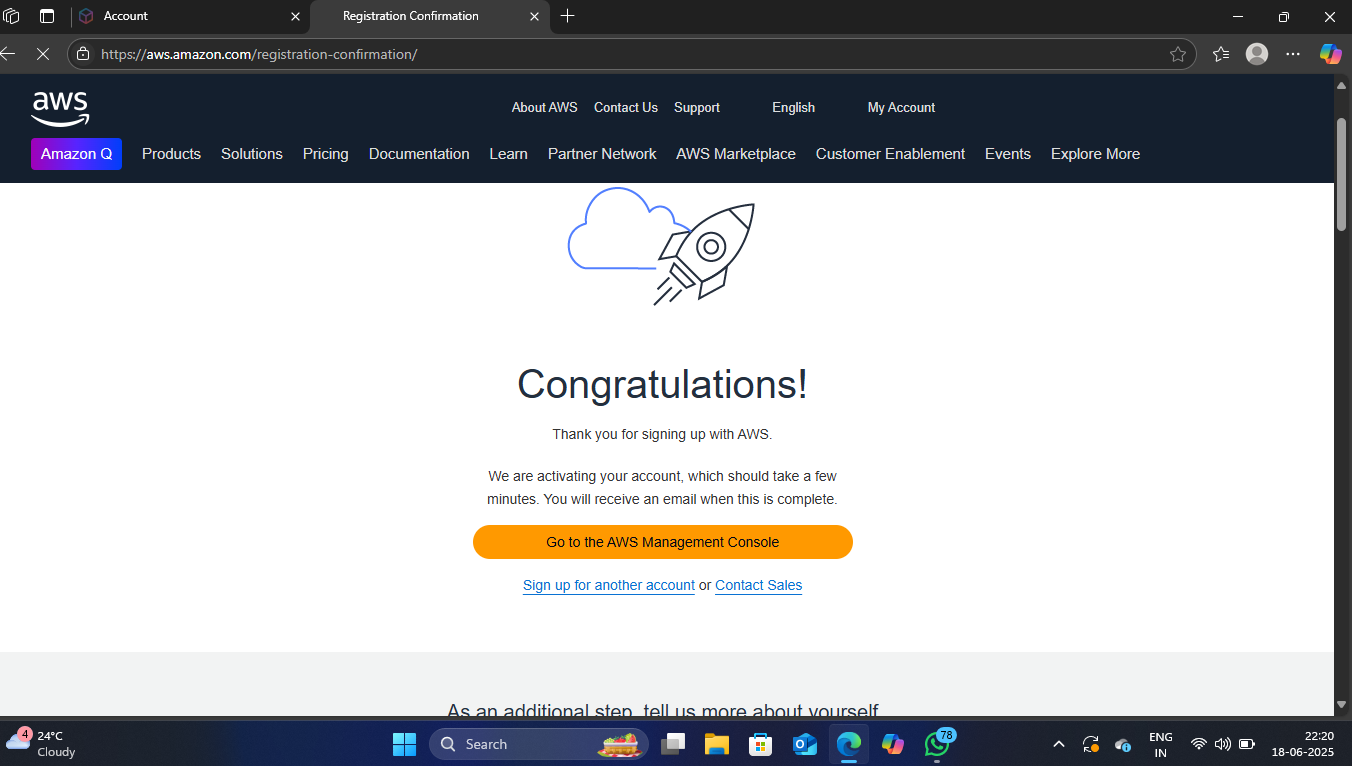 Account
Registration Confirmation
https://aws.amazon.com/registration-confirmation/
aws
About AWS Contact Us Support English My Account
Amazon Q Products Solutions Pricing Documentation Learn Partner Network AWS Marketplace Customer Enablement Events Explore More
Congratulations!
Thank you for signing up with AWS.
We are activating your account, which should take a few
minutes. You will receive an email when this is complete.
Go to the AWS Management Console
Sign up for another account or Contact Sales
As an additional step, tell us more about yourself
4
24°C
Cloudy
Search
78
ENG
IN
22:20
18-06-2025